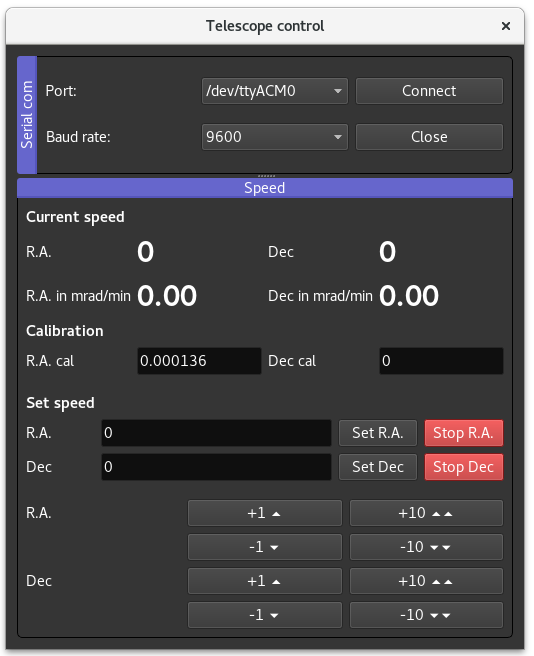 Telescope control
Serial com
Port: /dev/ttyACM0 Connect
Baud rate: 9600 Close
Speed
Current speed
R.A. 0 Dec 0
R.A. in mrad/min 0.00 Dec in mrad/min 0.00
Calibration
R.A. cal 0.000136 Dec cal 0
Set speed
R.A. 0 Set R.A. Stop R.A.
Dec 0 Set Dec Stop Dec
R.A. +1 +10
-1 -10
Dec +1 +10
-1 -10